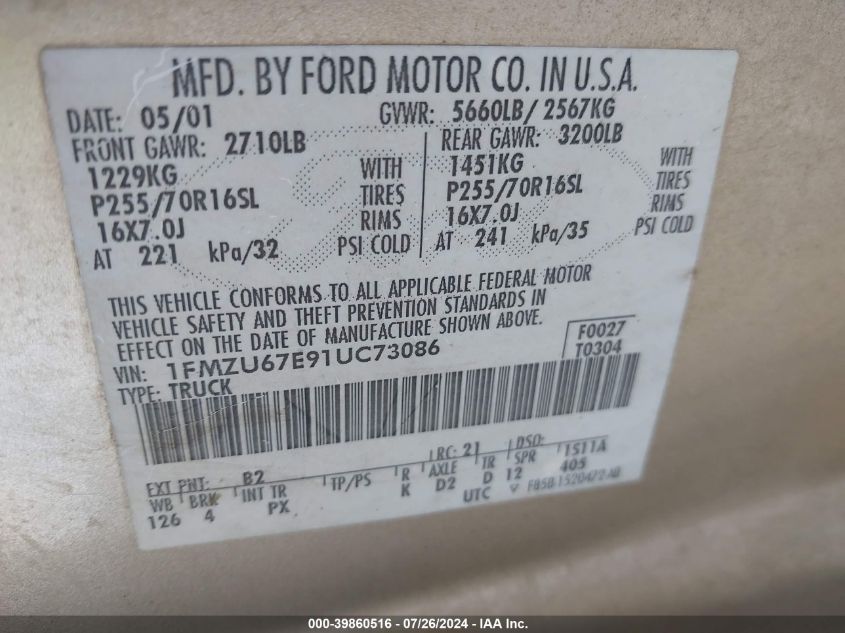 MFD. BY FORD MOTOR CO. IN U.S.A.
DATE: 05/01 GVWR: 5660LB/ 2567KG
FRONT GAWR: 2710LB REAR GAWR: 3200LB
1229KG WITH 1451KG WITH
P255/70R16SL TIRES P255/70R16SL TIRES
16X7.0J RIMS 16X7.0J RIMS
AT 221 kPa/32 PSI COLD AT 241 kPa/35 PSI COLD
THIS VEHICLE CONFORMS TO ALL APPLICABLE FEDERAL MOTOR
VEHICLE SAFETY AND THEFT PREVENTION STANDARDS IN
EFFECT ON THE DATE OF MANUFACTURE SHOWN ABOVE.
VIN: 1FMZU67E91UC73086 F0027
TYPE: TRUCK T0304
EXT PNT: B2 RC: 21 DSO:
WB BRK INT TR TP/PS R AXLE TR SPR 1S11A
126 4 PX K D2 D 12 405
UTC
000-39860516 - 07/26/2024 - IAA Inc.